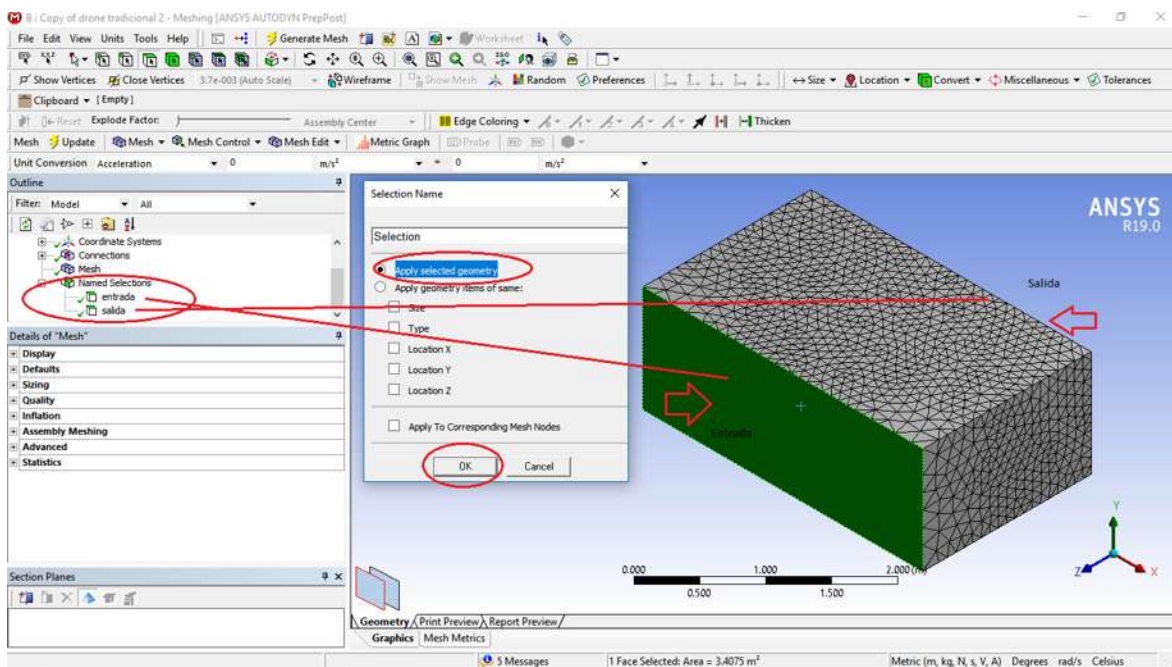 B : Copy of drone tradicional 2 - Meshing [ANSYS AUTODYN PrepPost]
File Edit View Units Tools Help Generate Mesh Worksheet
Show Vertices Close Vertices 3.7e-003 (Auto Scale) Wireframe Show Mesh Random Preferences Size Location Convert Miscellaneous Tolerances
Clipboard [Empty]
Reset Explode Factor: Assembly Center Edge Coloring Thicken
Mesh Update Mesh Mesh Control Mesh Edit Metric Graph Probe
Unit Conversion Acceleration 0 m/s² = 0 m/s²
Outline
Filter: Model All
Coordinate Systems
Connections
Mesh
Named Selections
entrada
salida
Details of "Mesh"
Display
Defaults
Sizing
Quality
Inflation
Assembly Meshing
Advanced
Statistics
Section Planes
Selection Name
Selection
Apply selected geometry
Apply geometry items of same:
Size
Type
Location X
Location Y
Location Z
Apply To Corresponding Mesh Nodes
OK Cancel
ANSYS
R19.0
Salida
Entrada
Y
Z X
0.000 1.000 2.000 (m)
0.500 1.500
Geometry Print Preview Report Preview
Graphics Mesh Metrics
5 Messages 1 Face Selected: Area = 3.4075 m² Metric (m, kg, N, s, V, A) Degrees rad/s Celsius